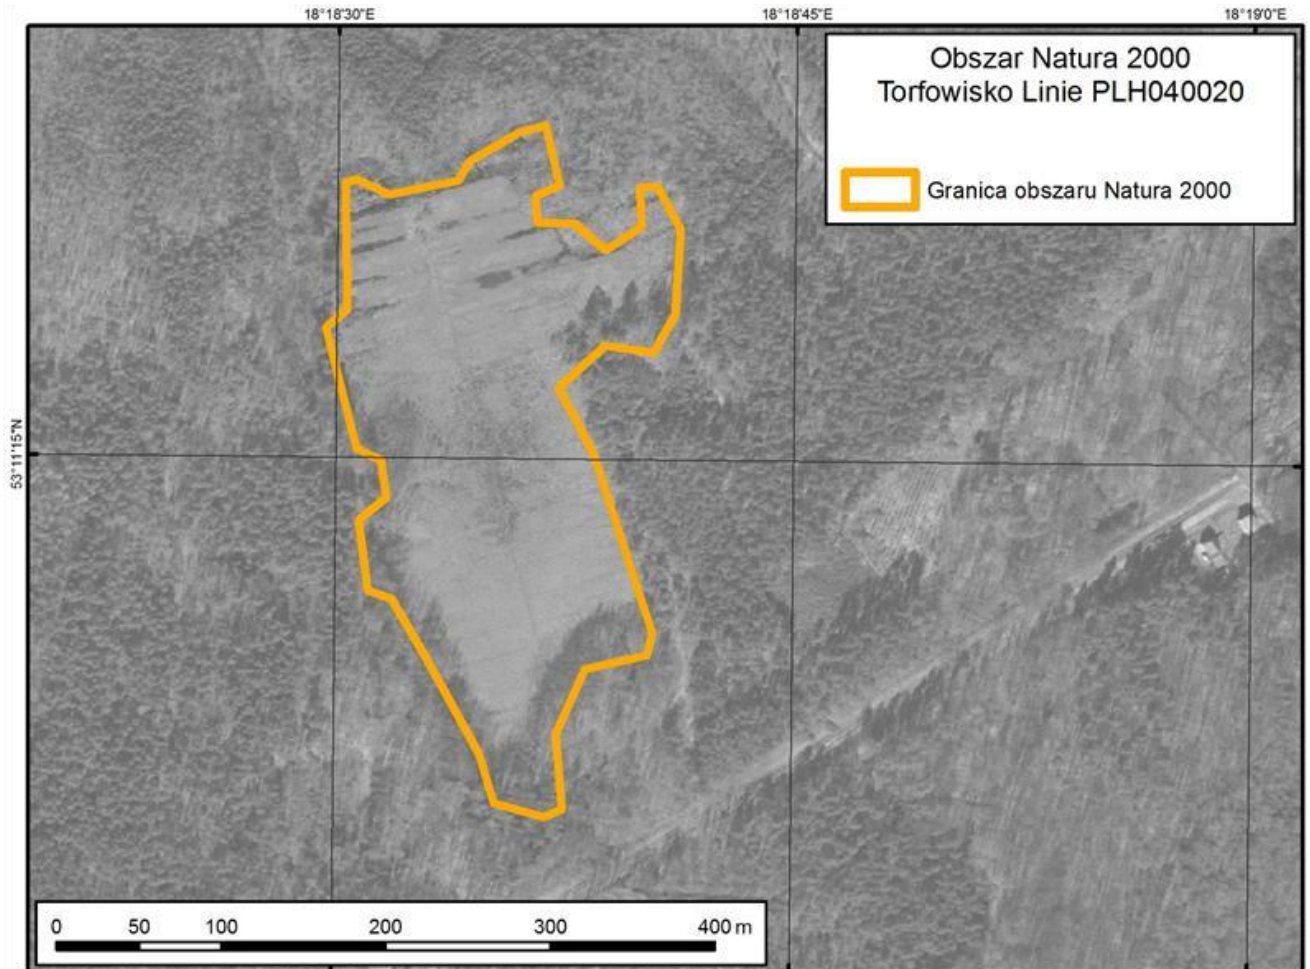 18°18'30"E
18°18'45"E
18°19'0"E
Obszar Natura 2000
Torfowisko Linie PLH040020
Granica obszaru Natura 2000
53°11'15"N
0 50 100 200 300 400 m